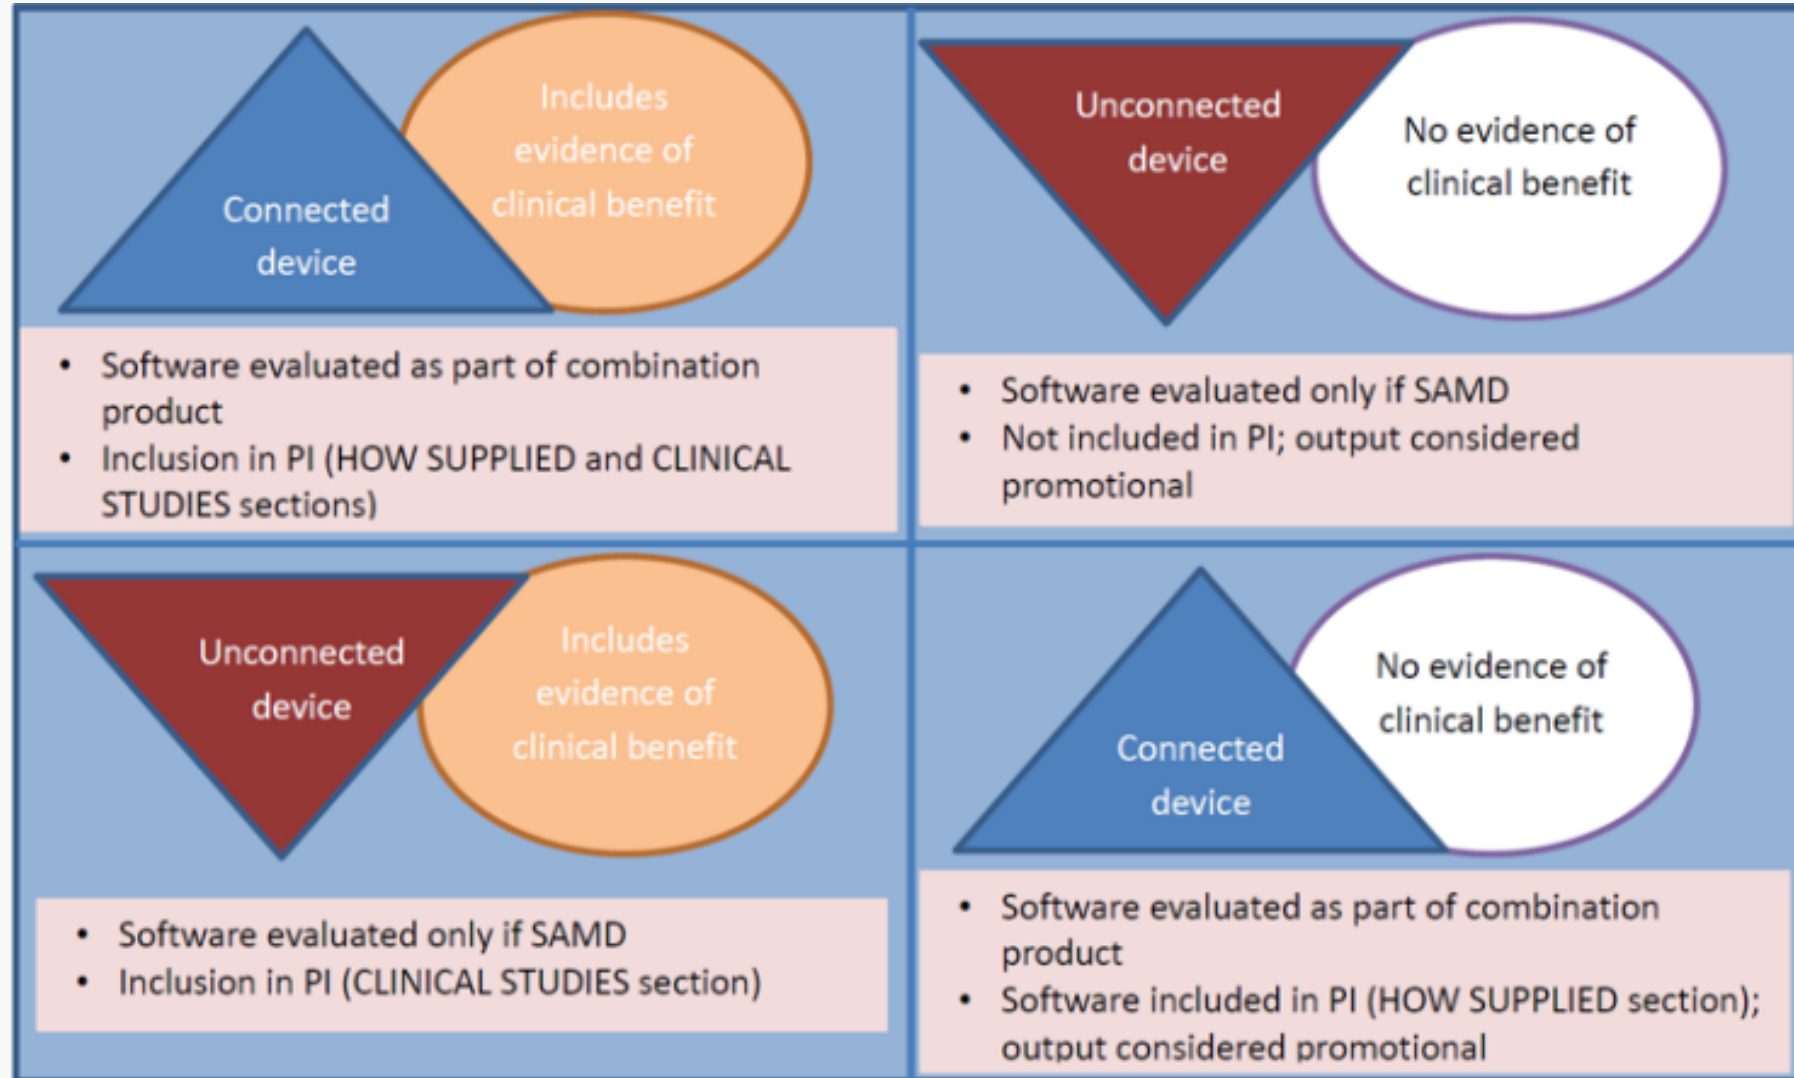 Connected
device
Includes
evidence of
clinical benefit
• Software evaluated as part of combination
product
• Inclusion in PI (HOW SUPPLIED and CLINICAL
STUDIES sections)
Unconnected
device
No evidence of
clinical benefit
• Software evaluated only if SAMD
• Not included in PI; output considered
promotional
Unconnected
device
Includes
evidence of
clinical benefit
• Software evaluated only if SAMD
• Inclusion in PI (CLINICAL STUDIES section)
Connected
device
No evidence of
clinical benefit
• Software evaluated as part of combination
product
• Software included in PI (HOW SUPPLIED section);
output considered promotional